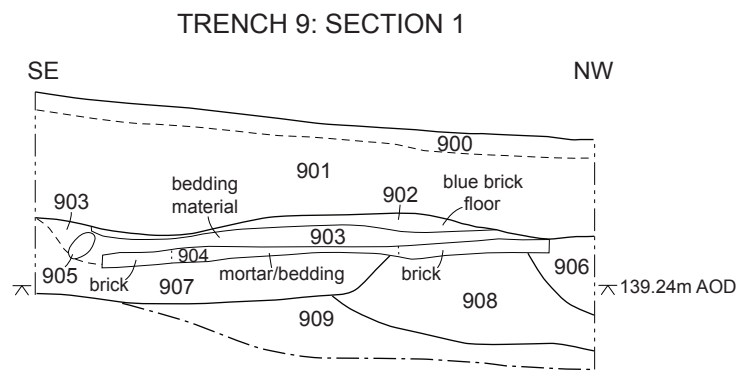 TRENCH 9: SECTION 1
SE
NW
900
901
903
bedding
material
902
blue brick
floor
903
904
905
brick
mortar/bedding
brick
906
907
908
139.24m AOD
909